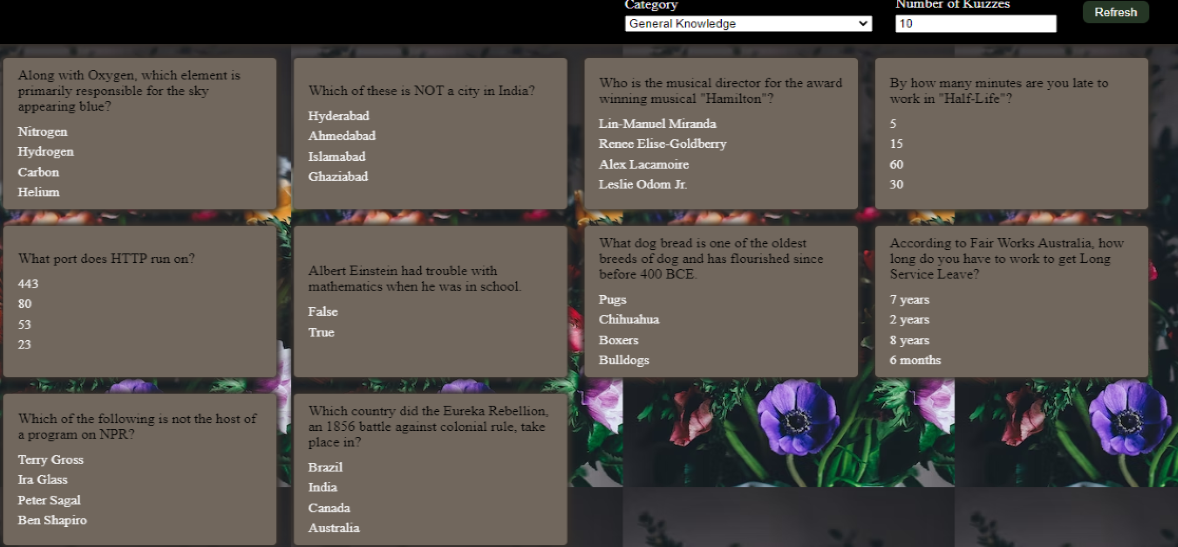 Category
Number of Kuizzes
General Knowledge
10
Refresh
Along with Oxygen, which element is
primarily responsible for the sky
appearing blue?
Nitrogen
Hydrogen
Carbon
Helium
Which of these is NOT a city in India?
Hyderabad
Ahmedabad
Islamabad
Ghaziabad
Who is the musical director for the award
winning musical "Hamilton"?
Lin-Manuel Miranda
Renee Elise-Goldberry
Alex Lacamoire
Leslie Odom Jr.
By how many minutes are you late to
work in "Half-Life"?
5
15
60
30
What port does HTTP run on?
443
80
53
23
Albert Einstein had trouble with
mathematics when he was in school.
False
True
What dog bread is one of the oldest
breeds of dog and has flourished since
before 400 BCE.
Pugs
Chihuahua
Boxers
Bulldogs
According to Fair Works Australia, how
long do you have to work to get Long
Service Leave?
7 years
2 years
8 years
6 months
Which of the following is not the host of
a program on NPR?
Terry Gross
Ira Glass
Peter Sagal
Ben Shapiro
Which country did the Eureka Rebellion,
an 1856 battle against colonial rule, take
place in?
Brazil
India
Canada
Australia